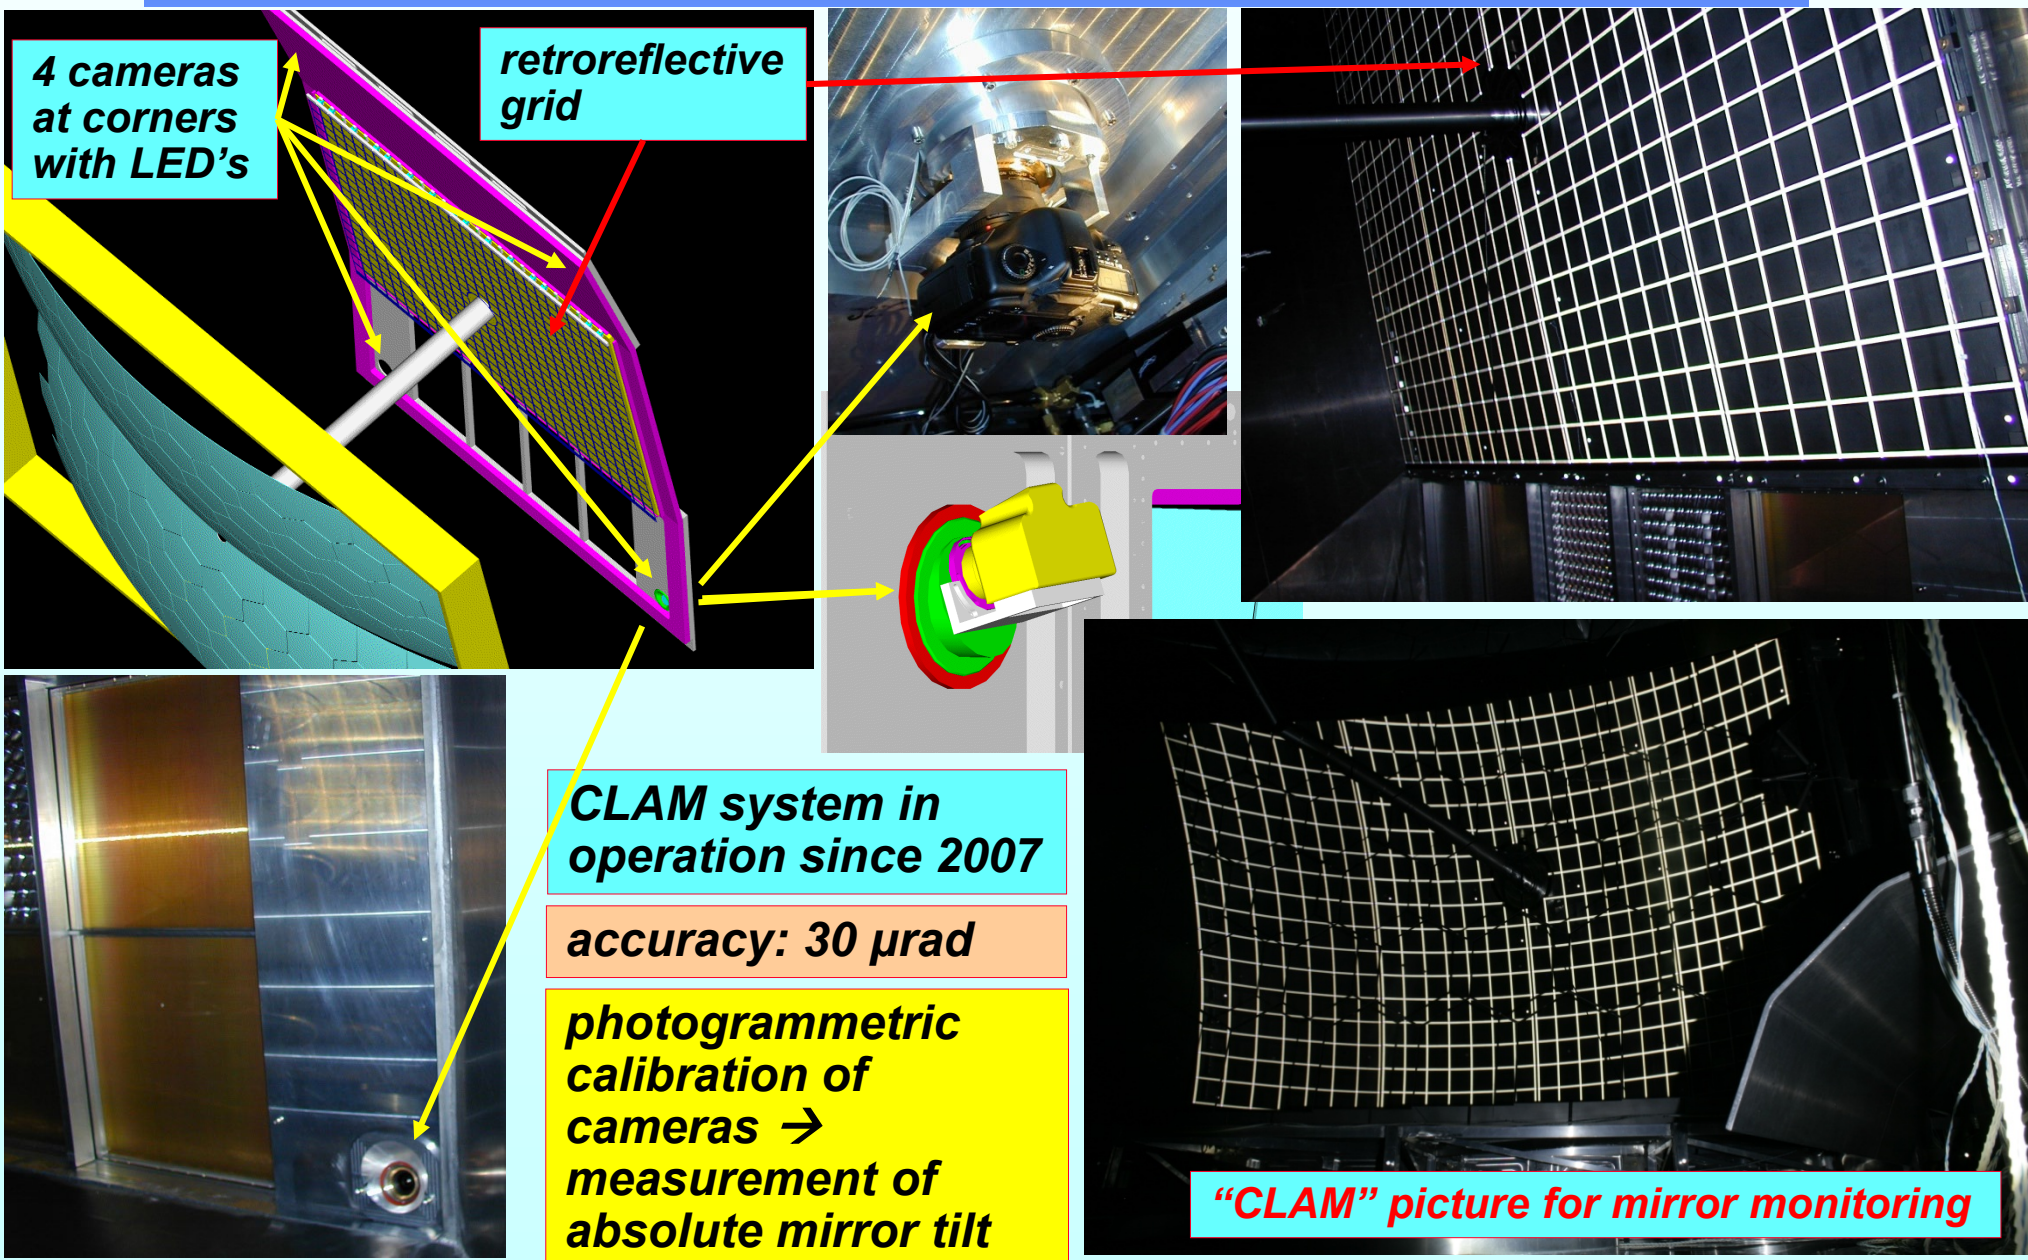 4 cameras
at corners
with LED’s
retroreflective
grid
CLAM system in
operation since 2007
accuracy: 30 µrad
photogrammetric
calibration of
cameras →
measurement of
absolute mirror tilt
“CLAM” picture for mirror monitoring